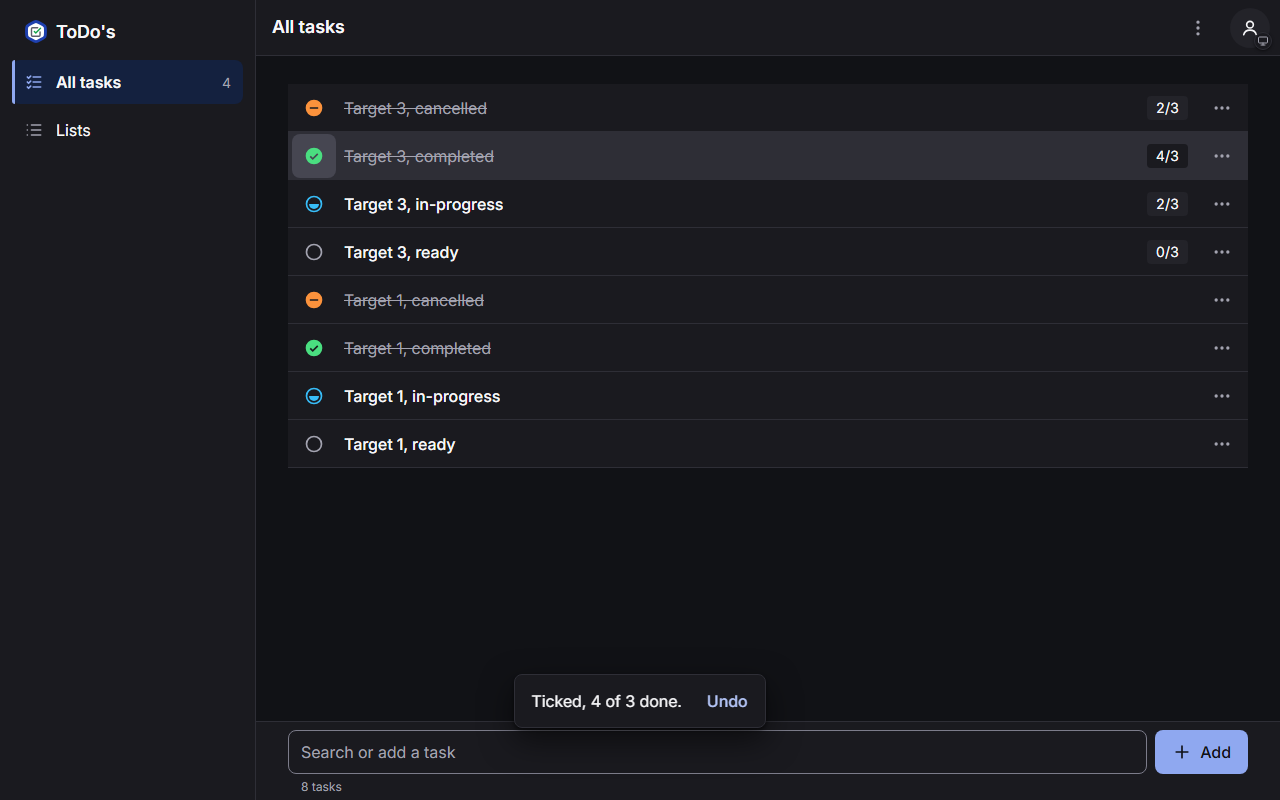 ToDo's
All tasks 4
Lists
All tasks
Target 3, cancelled 2/3
Target 3, completed 4/3
Target 3, in-progress 2/3
Target 3, ready 0/3
Target 1, cancelled
Target 1, completed
Target 1, in-progress
Target 1, ready
Ticked, 4 of 3 done. Undo
Search or add a task
Add
8 tasks